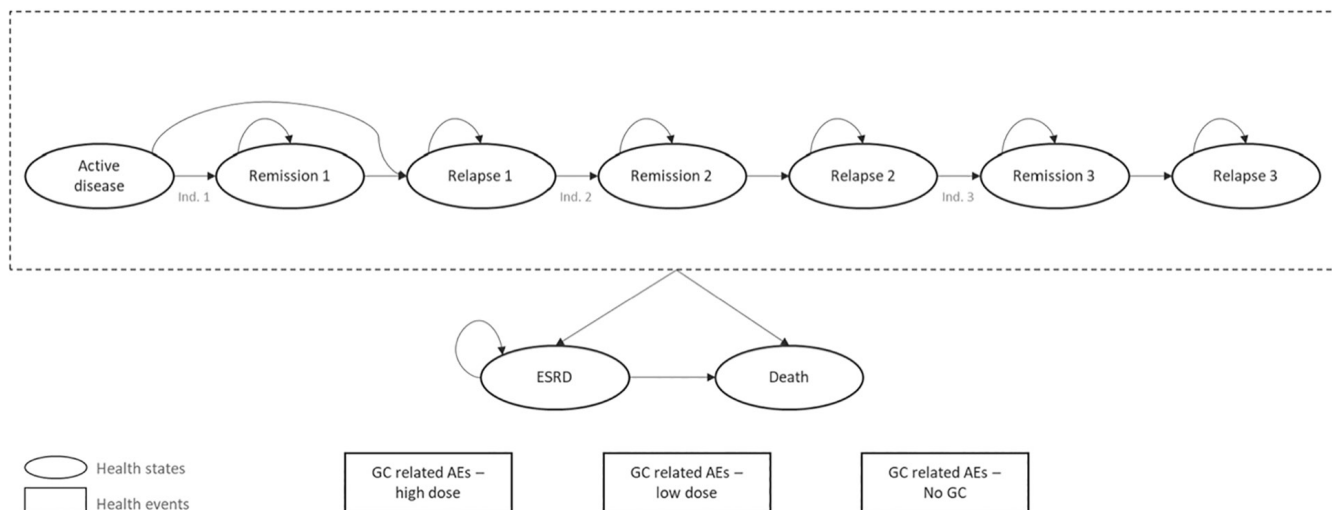 Active
disease
Ind. 1
Remission 1
Relapse 1
Ind. 2
Remission 2
Relapse 2
Ind. 3
Remission 3
Relapse 3
ESRD
Death
Health states
Health events
GC related AEs –
high dose
GC related AEs –
low dose
GC related AEs –
No GC